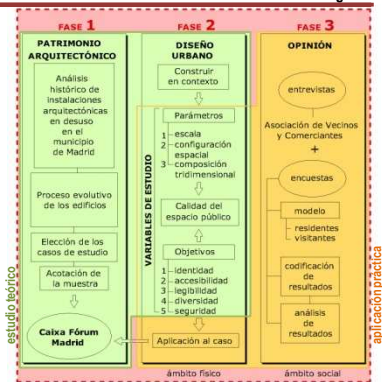 FASE 1
PATRIMONIO
ARQUITECTÓNICO
Análisis
histórico de
instalaciones
arquitectónicas
en desuso
en el
municipio
de Madrid
Proceso evolutivo
de los edificios
Elección de los
casos de estudio
Acotación de
la muestra
Caixa Fórum
Madrid
estudio teórico
FASE 2
DISEÑO
URBANO
Construir
en contexto
VARIABLES DE ESTUDIO
Parámetros
1 escala
2 configuración
espacial
3 composición
tridimensional
Calidad del
espacio público
Objetivos
1 identidad
2 accesibilidad
3 legibilidad
4 diversidad
5 seguridad
Aplicación al caso
ámbito físico
FASE 3
OPINIÓN
entrevistas
Asociación de Vecinos
y Comerciantes
+
encuestas
modelo
residentes
visitantes
codificación
de
resultados
análisis
de
resultados
ámbito social
aplicación práctica